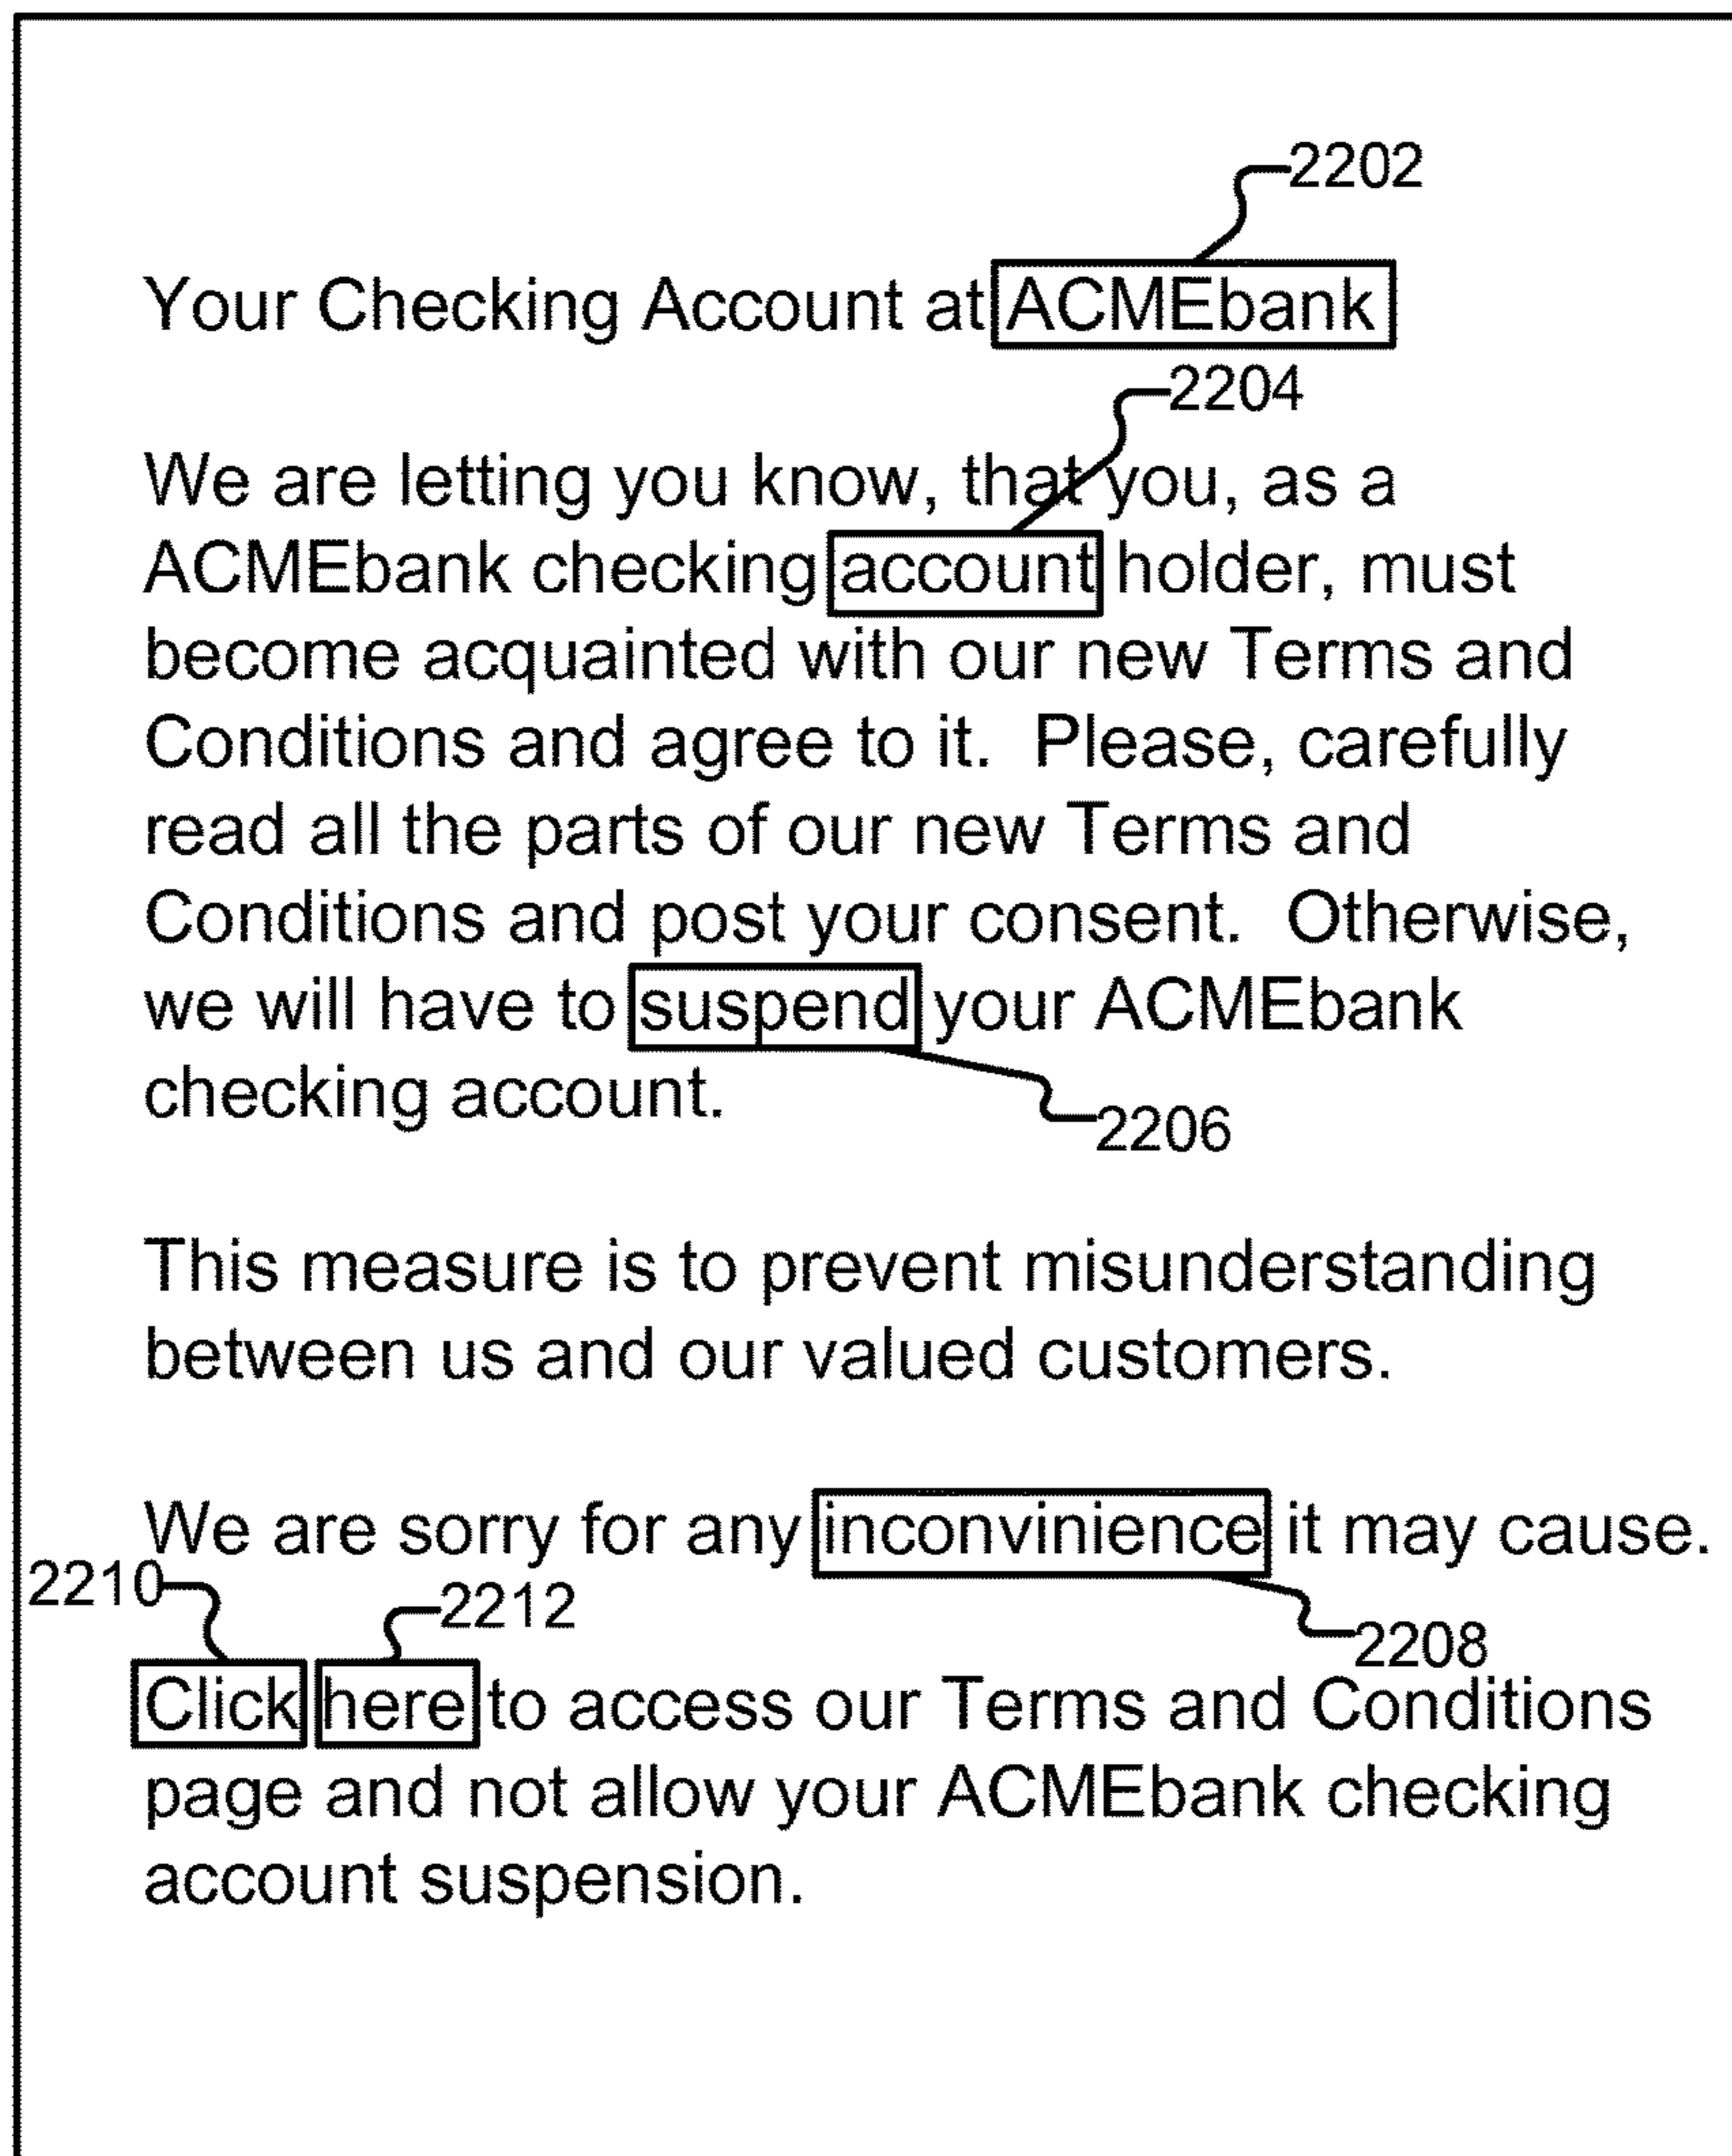 2202
Your Checking Account at ACMEbank
2204
We are letting you know, that you, as a
ACMEbank checking account holder, must
become acquainted with our new Terms and
Conditions and agree to it.  Please, carefully
read all the parts of our new Terms and
Conditions and post your consent.  Otherwise,
we will have to suspend your ACMEbank
checking account.
2206
This measure is to prevent misunderstanding
between us and our valued customers.
We are sorry for any inconvinience it may cause.
2210 2212 2208
Click here to access our Terms and Conditions
page and not allow your ACMEbank checking
account suspension.